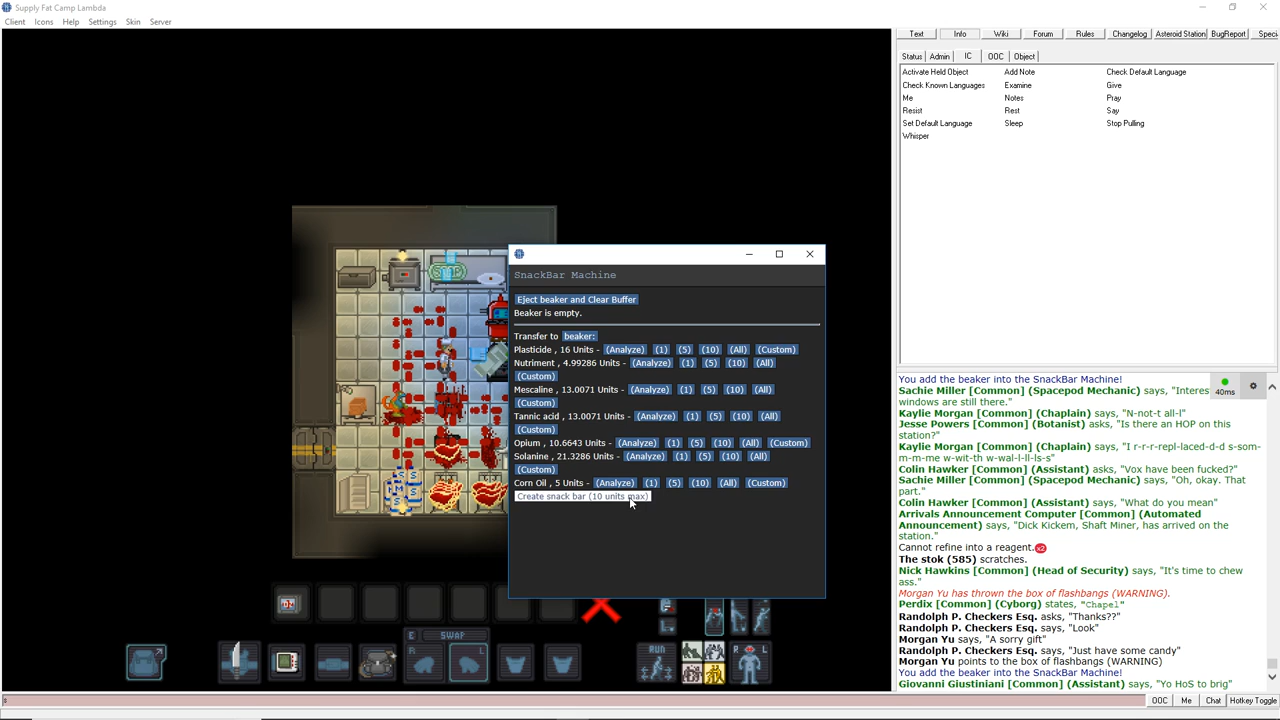 Supply Fat Camp Lambda
Client Icons Help Settings Skin Server
Text Info Wiki Forum Rules Changelog Asteroid Station BugReport Speci
Status Admin IC OOC Object
Activate Held Object Add Note Check Default Language
Check Known Languages Examine Give
Me Notes Pray
Resist Rest Say
Set Default Language Sleep Stop Pulling
Whisper
SnackBar Machine
Eject beaker and Clear Buffer
Beaker is empty.
Transfer to beaker:
Plasticide , 16 Units - (Analyze) (1) (5) (10) (All) (Custom)
Nutriment , 4.99286 Units - (Analyze) (1) (5) (10) (All)
(Custom)
Mescaline , 13.0071 Units - (Analyze) (1) (5) (10) (All)
(Custom)
Tannic acid , 13.0071 Units - (Analyze) (1) (5) (10) (All)
(Custom)
Opium , 10.6643 Units - (Analyze) (1) (5) (10) (All) (Custom)
Solanine , 21.3286 Units - (Analyze) (1) (5) (10) (All)
(Custom)
Corn Oil , 5 Units - (Analyze) (1) (5) (10) (All) (Custom)
Create snack bar (10 units max)
E SWAP
R L
RUN
R L
40ms
You add the beaker into the SnackBar Machine!
Sachie Miller [Common] (Spacepod Mechanic) says, "Interes
windows are still there."
Kaylie Morgan [Common] (Chaplain) says, "N-not-t all-l"
Jesse Powers [Common] (Botanist) asks, "Is there an HOP on this
station?"
Kaylie Morgan [Common] (Chaplain) says, "I r-r-r-repl-laced-d-d s-som-
m-m-me w-wit-th w-wal-l-ll-ls-s"
Colin Hawker [Common] (Assistant) asks, "Vox have been fucked?"
Sachie Miller [Common] (Spacepod Mechanic) says, "Oh, okay. That
part."
Colin Hawker [Common] (Assistant) says, "What do you mean"
Arrivals Announcement Computer [Common] (Automated
Announcement) says, "Dick Kickem, Shaft Miner, has arrived on the
station."
Cannot refine into a reagent. x2
The stok (585) scratches.
Nick Hawkins [Common] (Head of Security) says, "It's time to chew
ass."
Morgan Yu has thrown the box of flashbangs (WARNING).
Perdix [Common] (Cyborg) states, "Chapel"
Randolph P. Checkers Esq. asks, "Thanks??"
Randolph P. Checkers Esq. says, "Look"
Morgan Yu says, "A sorry gift"
Randolph P. Checkers Esq. says, "Just have some candy"
Morgan Yu points to the box of flashbangs (WARNING)
You add the beaker into the SnackBar Machine!
Giovanni Giustiniani [Common] (Assistant) says, "Yo HoS to brig"
OOC Me Chat Hotkey Toggle